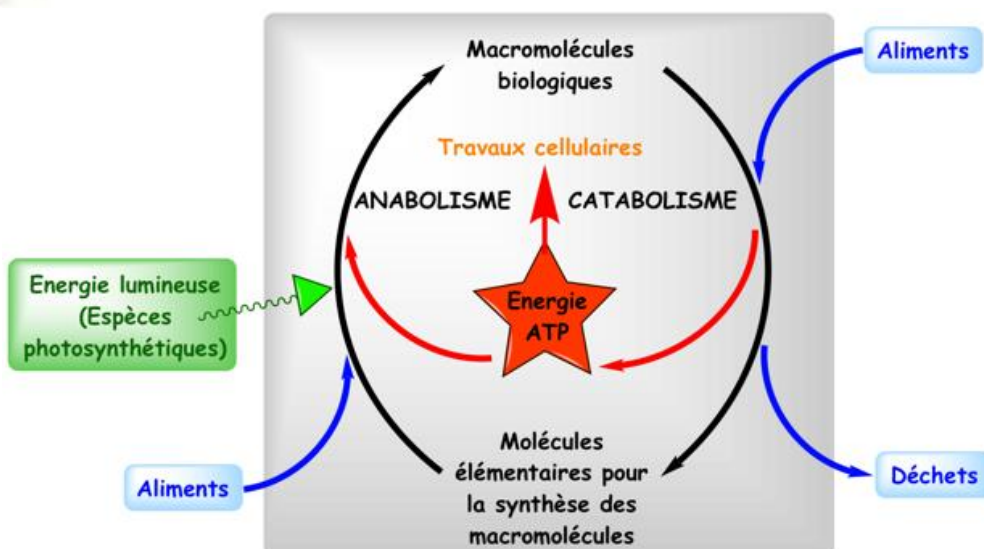 Macromolécules
biologiques
Aliments
Travaux cellulaires
ANABOLISME
CATABOLISME
Energie lumineuse
(Espèces
photosynthétiques)
Energie
ATP
Molécules
élémentaires pour
la synthèse des
macromolécules
Aliments
Déchets